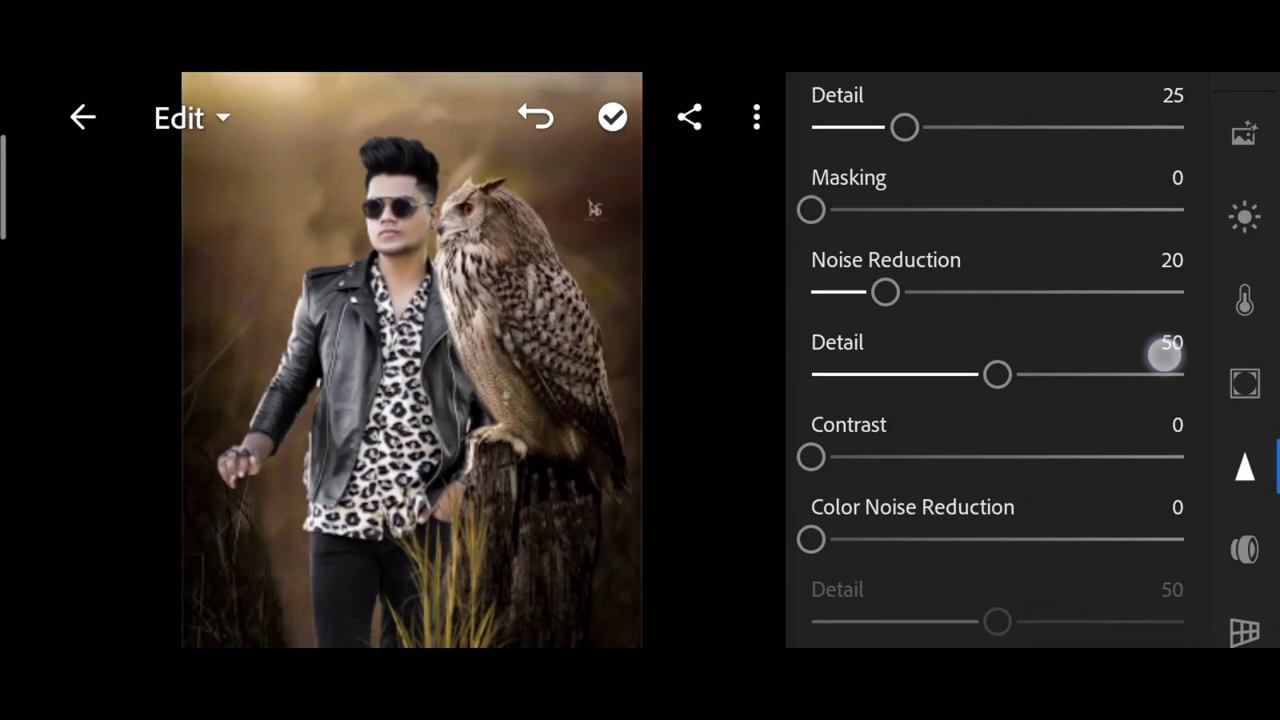 Edit
Detail 25
Masking 0
Noise Reduction 20
Detail 50
Contrast 0
Color Noise Reduction 0
Detail 50